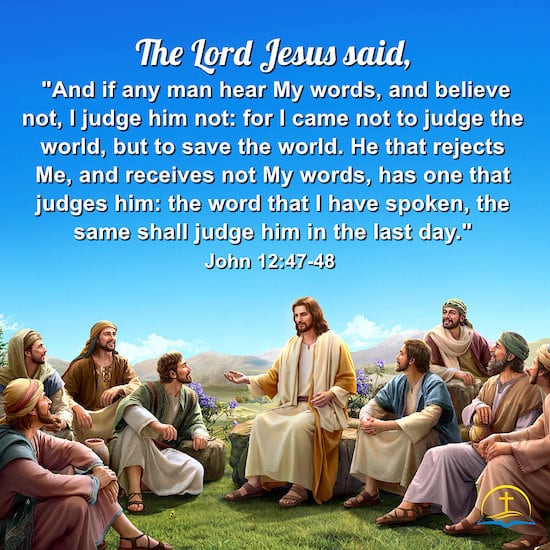 The Lord Jesus said,
"And if any man hear My words, and believe
not, I judge him not: for I came not to judge the
world, but to save the world. He that rejects
Me, and receives not My words, has one that
judges him: the word that I have spoken, the
same shall judge him in the last day."
John 12:47-48